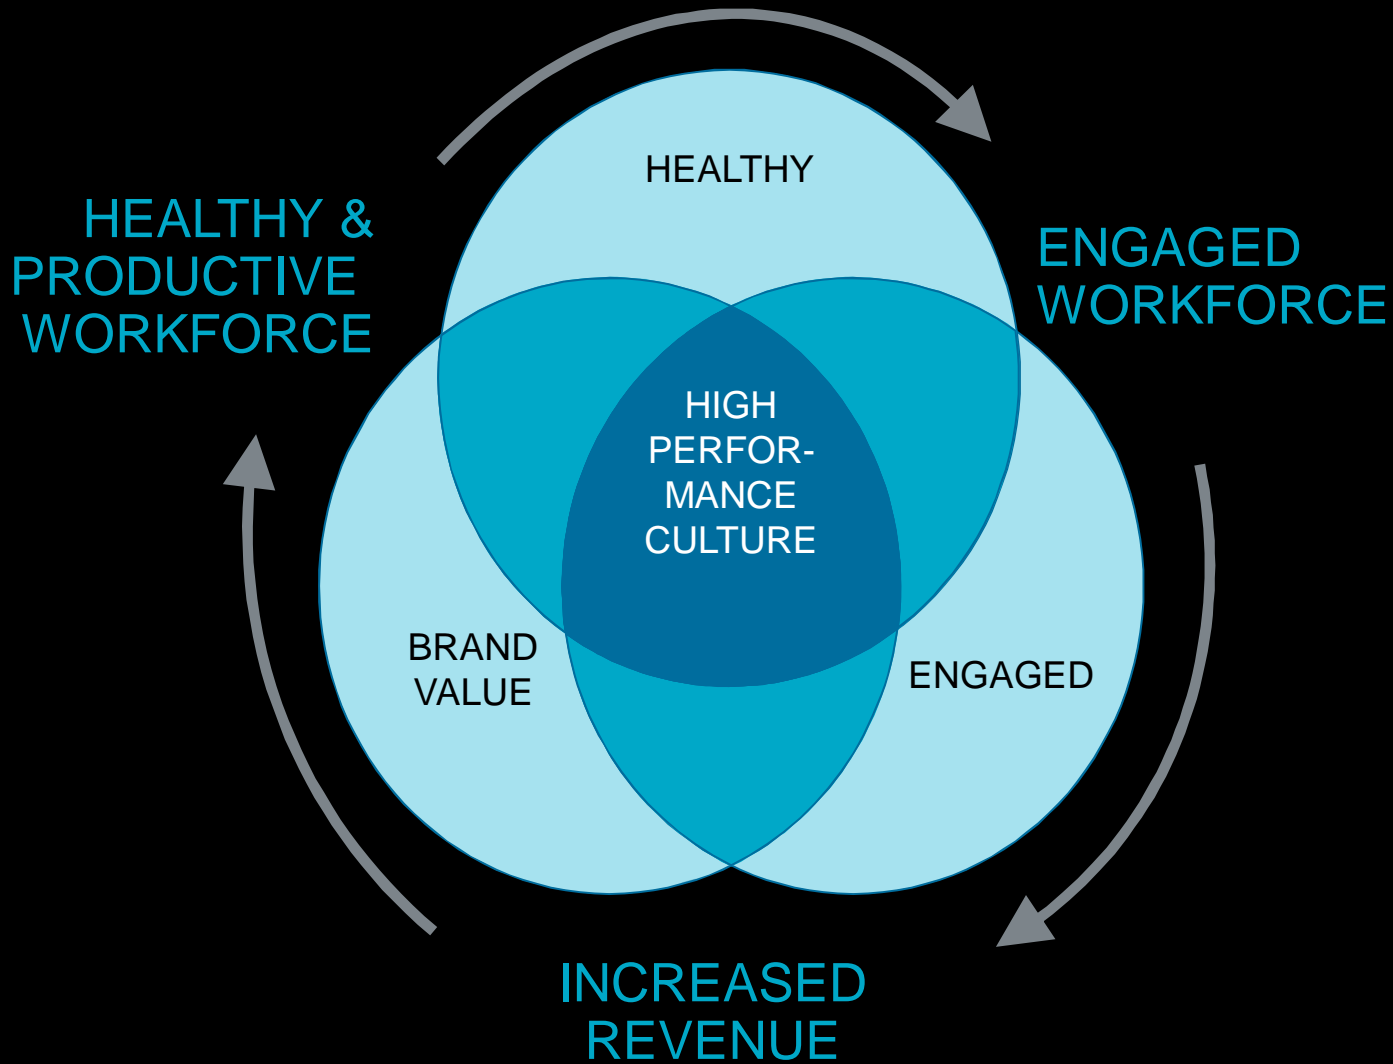 HEALTHY
HEALTHY &
PRODUCTIVE
WORKFORCE
ENGAGED
WORKFORCE
HIGH
PERFOR-
MANCE
CULTURE
BRAND
VALUE
ENGAGED
INCREASED
REVENUE